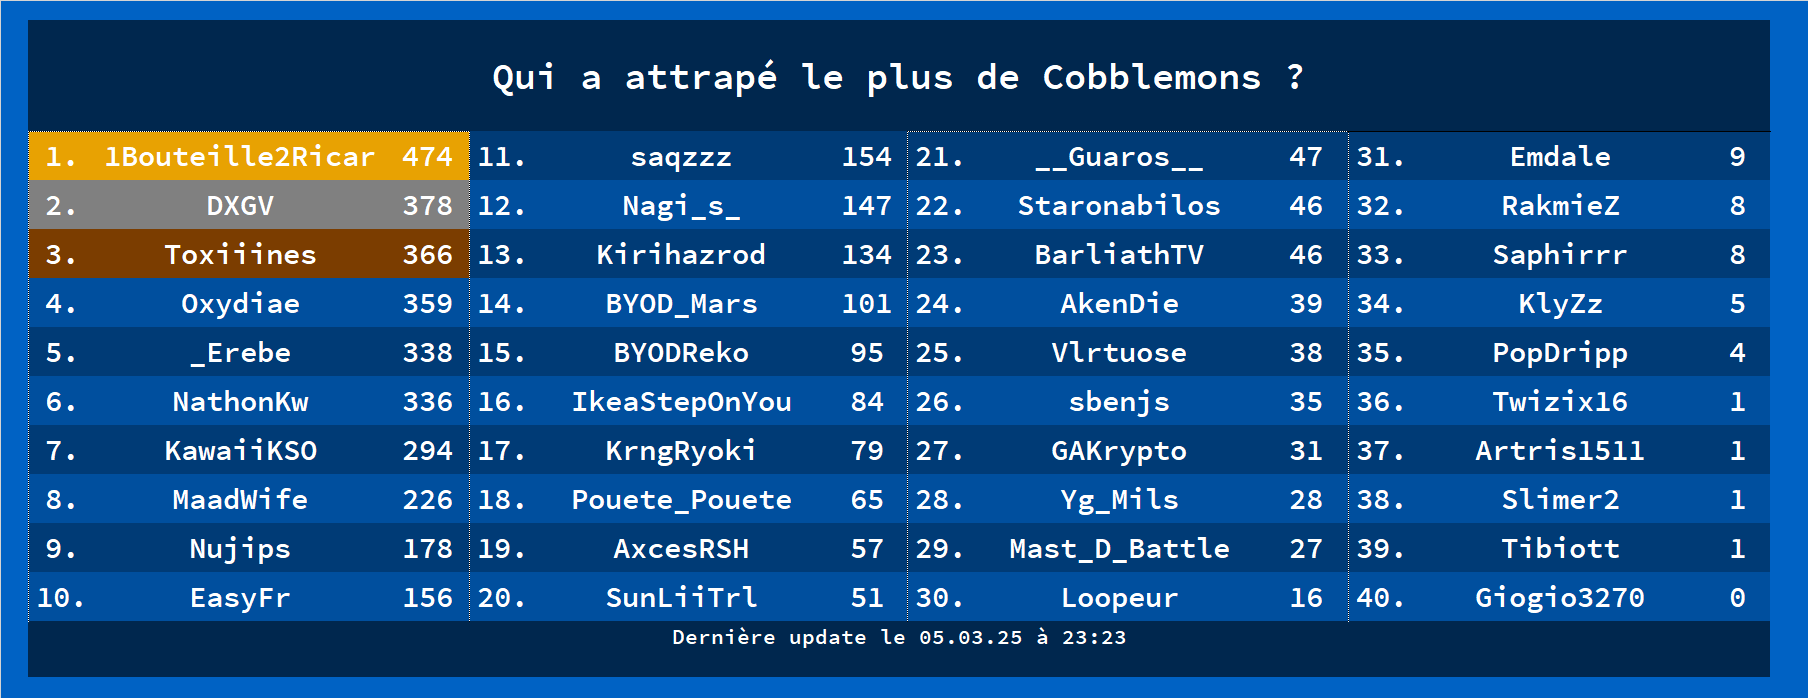 Qui a attrapé le plus de Cobblemons ?
1. 1Bouteille2Ricar 474 11. saqzzz 154 21. __Guaros__ 47 31. Emdale 9
2. DXGV 378 12. Nagi_s_ 147 22. Staronabilos 46 32. RakmieZ 8
3. Toxiiines 366 13. Kirihazrod 134 23. BarliathTV 46 33. Saphirrr 8
4. Oxydiae 359 14. BYOD_Mars 101 24. AkenDie 39 34. KlyZz 5
5. _Erebe 338 15. BYODReko 95 25. Vlrtuose 38 35. PopDripp 4
6. NathonKw 336 16. IkeaStepOnYou 84 26. sbenjs 35 36. Twizix16 1
7. KawaiiKSO 294 17. KrngRyoki 79 27. GAKrypto 31 37. Artris1511 1
8. MaadWife 226 18. Pouete_Pouete 65 28. Yg_Mils 28 38. Slimer2 1
9. Nujips 178 19. AxcesRSH 57 29. Mast_D_Battle 27 39. Tibiott 1
10. EasyFr 156 20. SunLiiTrl 51 30. Loopeur 16 40. Giogio3270 0
Dernière update le 05.03.25 à 23:23